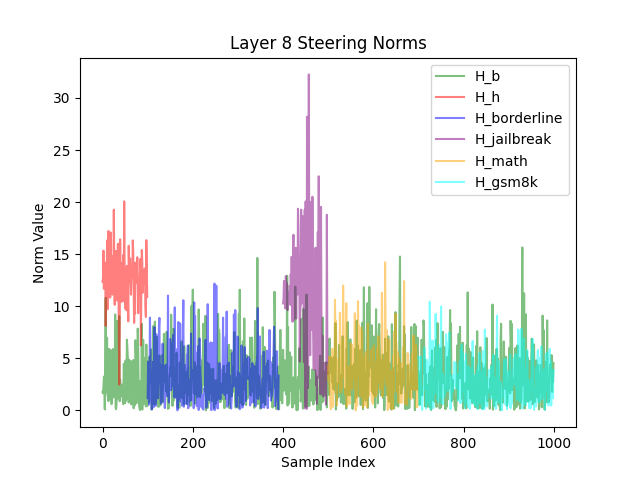 Layer 8 Steering Norms
H_b
H_h
H_borderline
H_jailbreak
H_math
H_gsm8k
Norm Value
30
25
20
15
10
5
0
0 200 400 600 800 1000
Sample Index